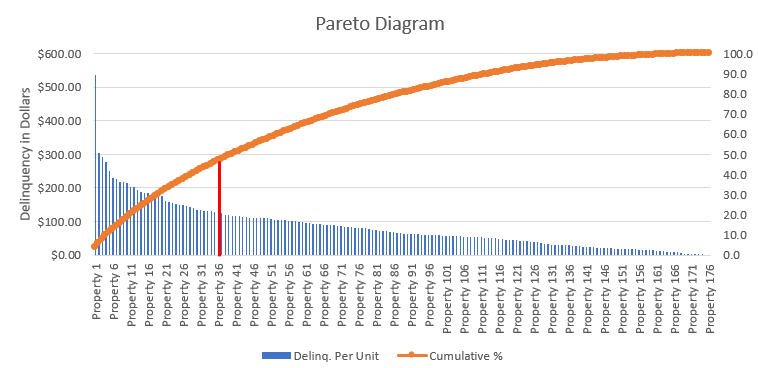 Pareto Diagram
$600.00
$500.00
$400.00
$300.00
$200.00
$100.00
$0.00
Delinquency in Dollars
100.0
90.0
80.0
70.0
60.0
50.0
40.0
30.0
20.0
10.0
0.0
Property 1
Property 6
Property 11
Property 16
Property 21
Property 26
Property 31
Property 36
Property 41
Property 46
Property 51
Property 56
Property 61
Property 66
Property 71
Property 76
Property 81
Property 86
Property 91
Property 96
Property 101
Property 106
Property 111
Property 116
Property 121
Property 126
Property 131
Property 136
Property 141
Property 146
Property 151
Property 156
Property 161
Property 166
Property 171
Property 176
Delinq. Per Unit
Cumulative %